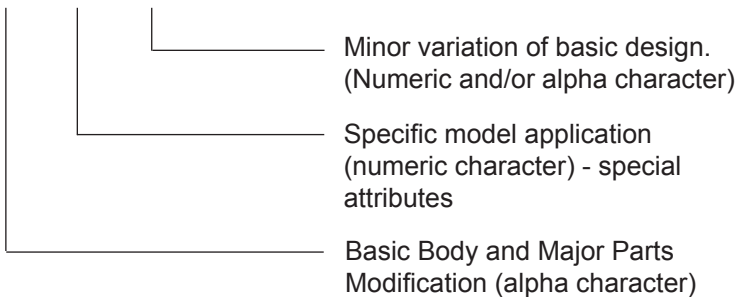 Minor variation of basic design.
(Numeric and/or alpha character)
Specific model application
(numeric character) - special
attributes
Basic Body and Major Parts
Modification (alpha character)